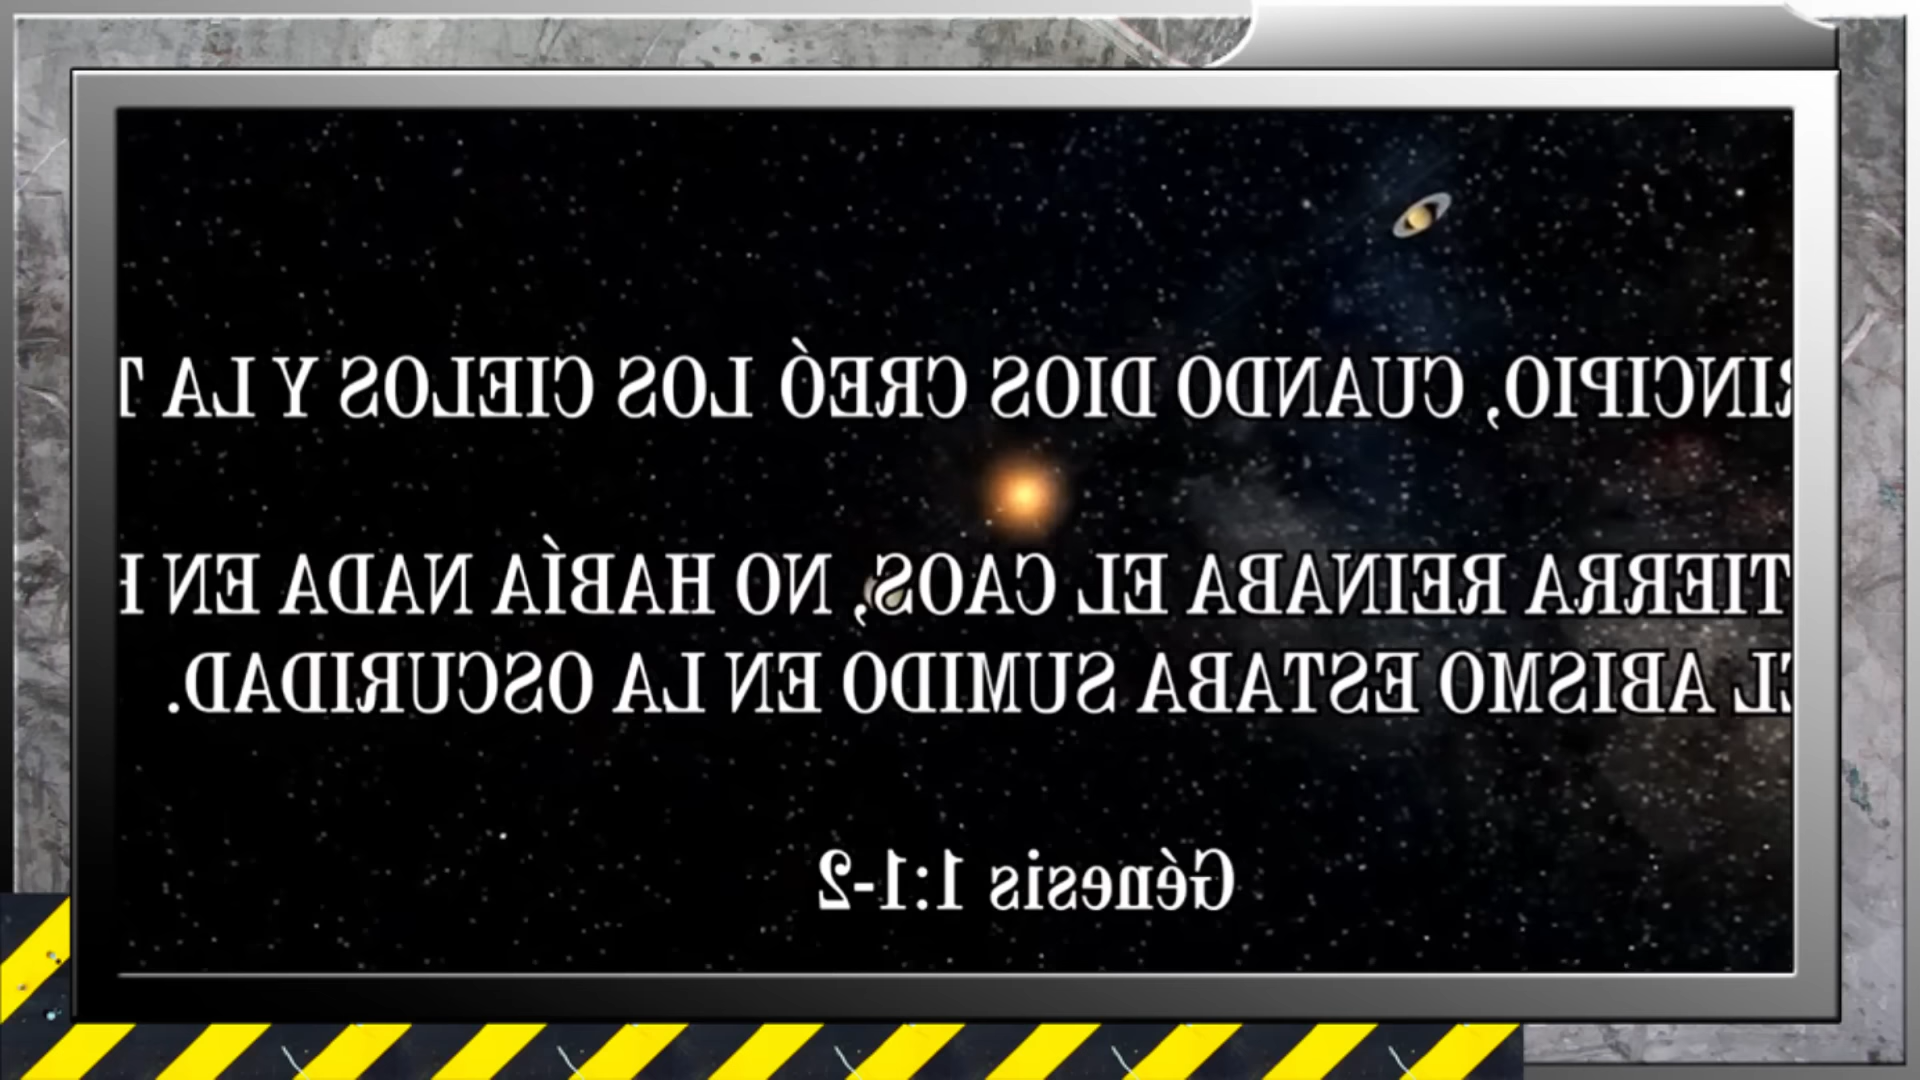 RINCIPIO, CUANDO DIOS CREÓ LOS CIELOS Y LA T
TIERRA REINABA EL CAOS, NO HABÍA NADA EN
EL ABISMO ESTABA SUMIDO EN LA OSCURIDAD.
Génesis 1:1-2